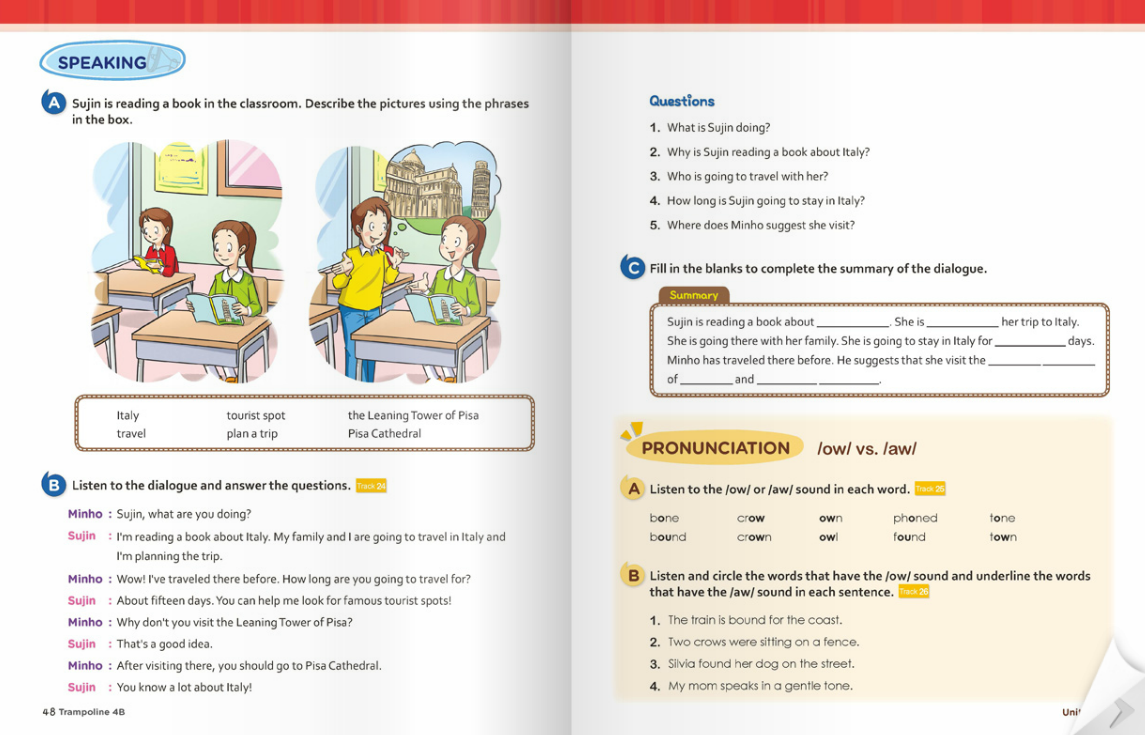 SPEAKING
A Sujin is reading a book in the classroom. Describe the pictures using the phrases
in the box.
Italy tourist spot the Leaning Tower of Pisa
travel plan a trip Pisa Cathedral
B Listen to the dialogue and answer the questions. Track 24
Minho : Sujin, what are you doing?
Sujin : I'm reading a book about Italy. My family and I are going to travel in Italy and
I'm planning the trip.
Minho : Wow! I've traveled there before. How long are you going to travel for?
Sujin : About fifteen days. You can help me look for famous tourist spots!
Minho : Why don't you visit the Leaning Tower of Pisa?
Sujin : That's a good idea.
Minho : After visiting there, you should go to Pisa Cathedral.
Sujin : You know a lot about Italy!
48 Trampoline 4B
Questions
1. What is Sujin doing?
2. Why is Sujin reading a book about Italy?
3. Who is going to travel with her?
4. How long is Sujin going to stay in Italy?
5. Where does Minho suggest she visit?
C Fill in the blanks to complete the summary of the dialogue.
Summary
Sujin is reading a book about ____________. She is ____________ her trip to Italy.
She is going there with her family. She is going to stay in Italy for ____________ days.
Minho has traveled there before. He suggests that she visit the _________ _________
of _________ and __________ __________.
PRONUNCIATION /ow/ vs. /aw/
A Listen to the /ow/ or /aw/ sound in each word. Track 25
bone crow own phoned tone
bound crown owl found town
B Listen and circle the words that have the /ow/ sound and underline the words
that have the /aw/ sound in each sentence. Track 26
1. The train is bound for the coast.
2. Two crows were sitting on a fence.
3. Silvia found her dog on the street.
4. My mom speaks in a gentle tone.